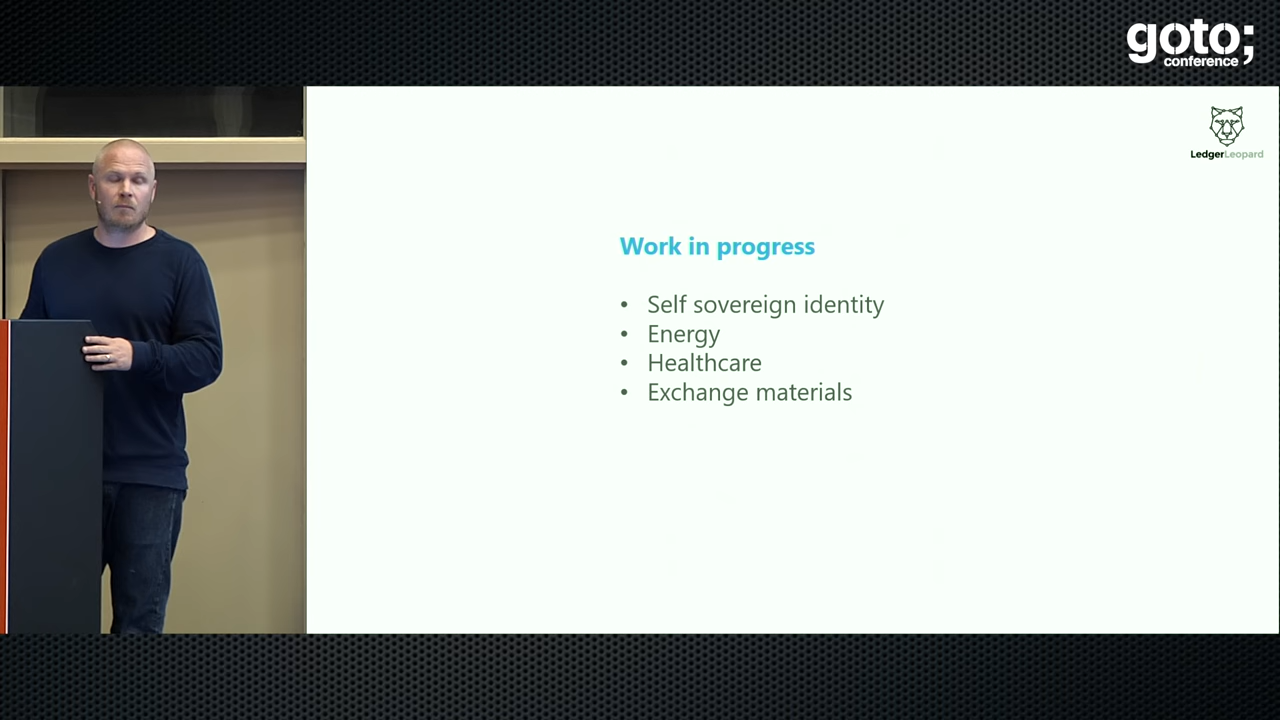 goto;
conference
LedgerLeopard
Work in progress
• Self sovereign identity
• Energy
• Healthcare
• Exchange materials